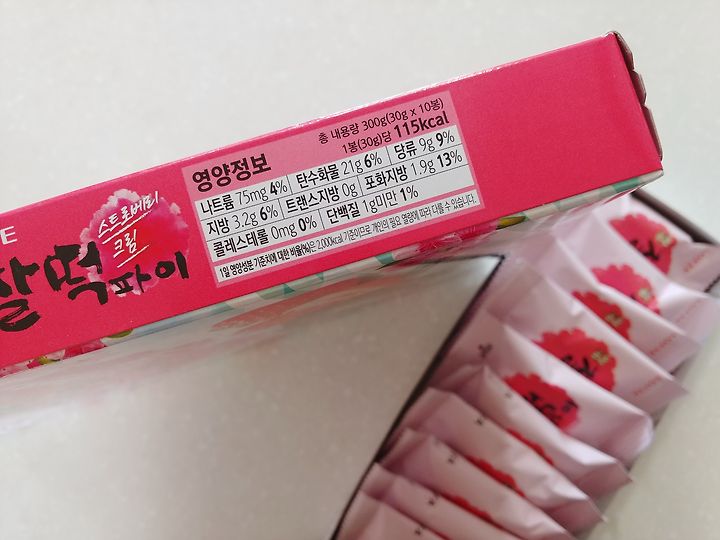 영양정보
총 내용량 300g(30g x 10봉)
1봉(30g)당 115kcal
나트륨 75mg 4% 탄수화물 21g 6% 당류 9g 9%
지방 3.2g 6% 트랜스지방 0g 포화지방 1.9g 13%
콜레스테롤 0mg 0% 단백질 1g미만 1%
1일 영양성분 기준치에 대한 비율(%)은 2,000kcal 기준이므로 개인의 필요 열량에 따라 다를 수 있습니다.
스트로베리
크림
찰떡
파이